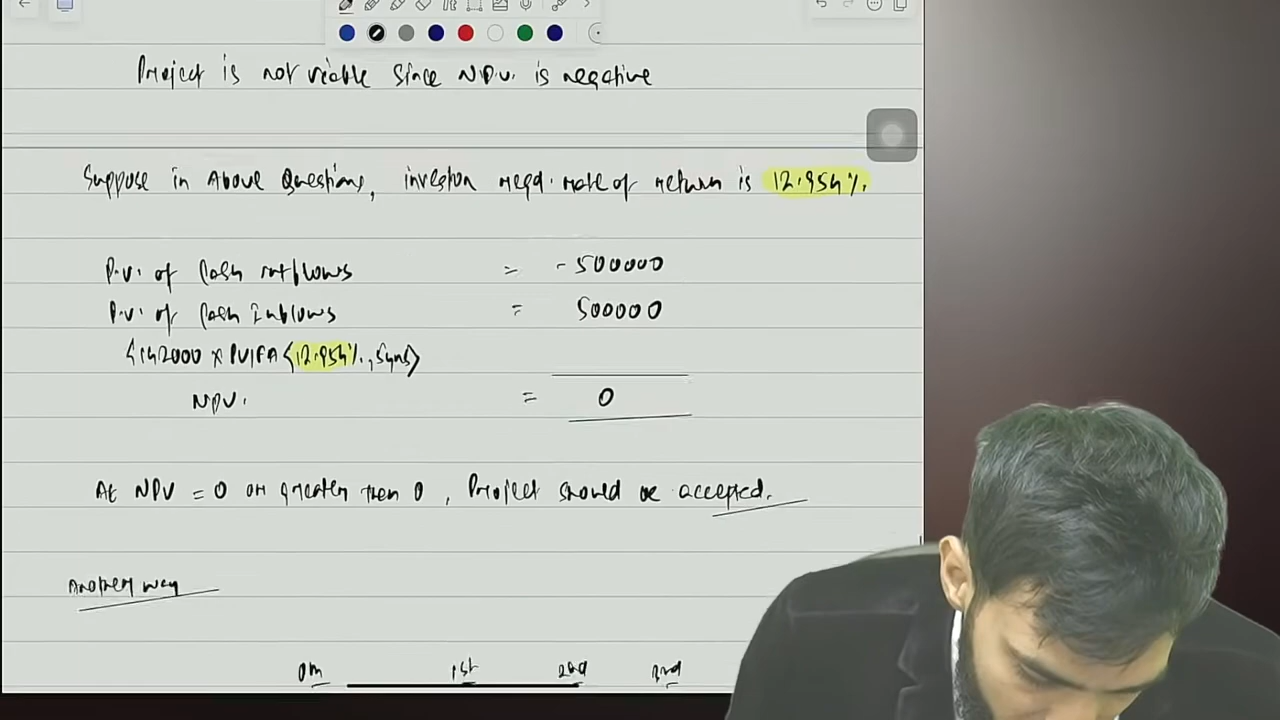 Project is not viable since N.P.V. is negative
Suppose in Above Questions, investor reqd. rate of return is 12.954%.
P.V. of Cash outflows = - 500000
P.V. of Cash Inflows = 500000
{142000 x PVIFA {12.954%, 5yrs}
NPV. = 0
At NPV = 0 or greater then 0, Project should be accepted.
Another way
0th 1st 2nd 3rd